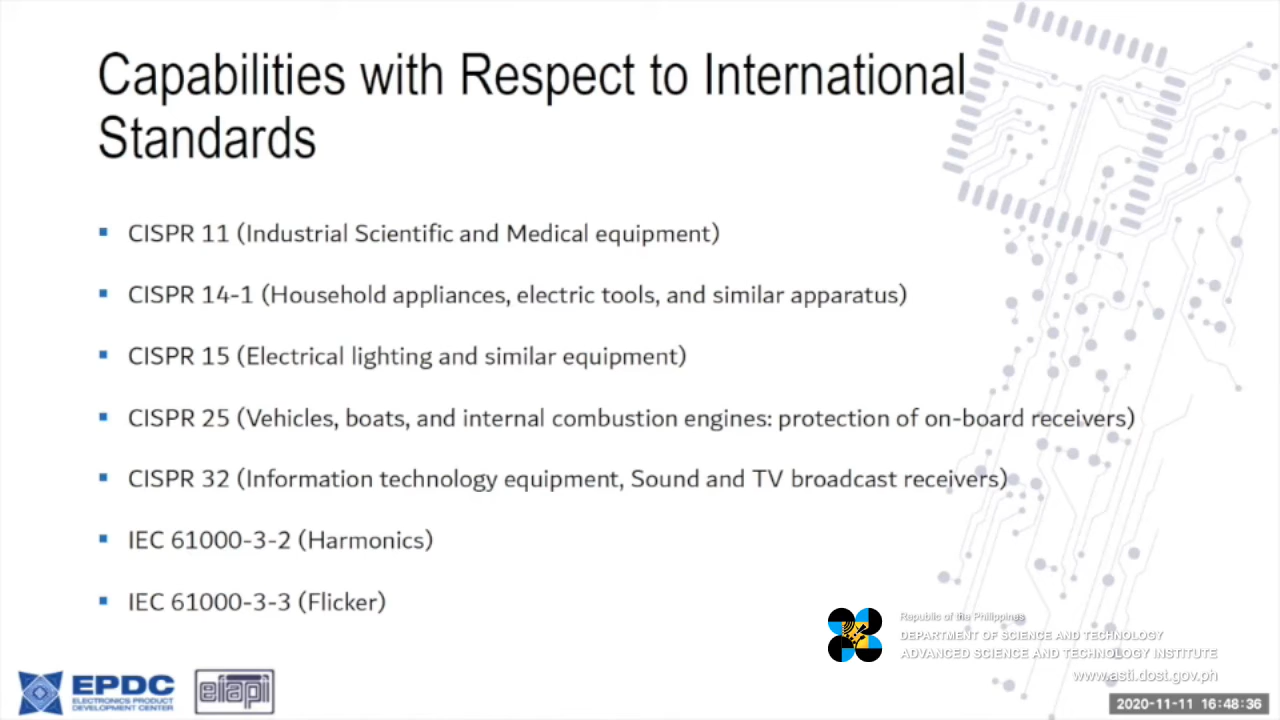 Capabilities with Respect to International
Standards
▪ CISPR 11 (Industrial Scientific and Medical equipment)
▪ CISPR 14-1 (Household appliances, electric tools, and similar apparatus)
▪ CISPR 15 (Electrical lighting and similar equipment)
▪ CISPR 25 (Vehicles, boats, and internal combustion engines: protection of on-board receivers)
▪ CISPR 32 (Information technology equipment, Sound and TV broadcast receivers)
▪ IEC 61000-3-2 (Harmonics)
▪ IEC 61000-3-3 (Flicker)
Republic of the Philippines
DEPARTMENT OF SCIENCE AND TECHNOLOGY
ADVANCED SCIENCE AND TECHNOLOGY INSTITUTE
www.asti.dost.gov.ph
EPDC
ELECTRONICS PRODUCT
DEVELOPMENT CENTER
eiapi
2020-11-11 16:48:36